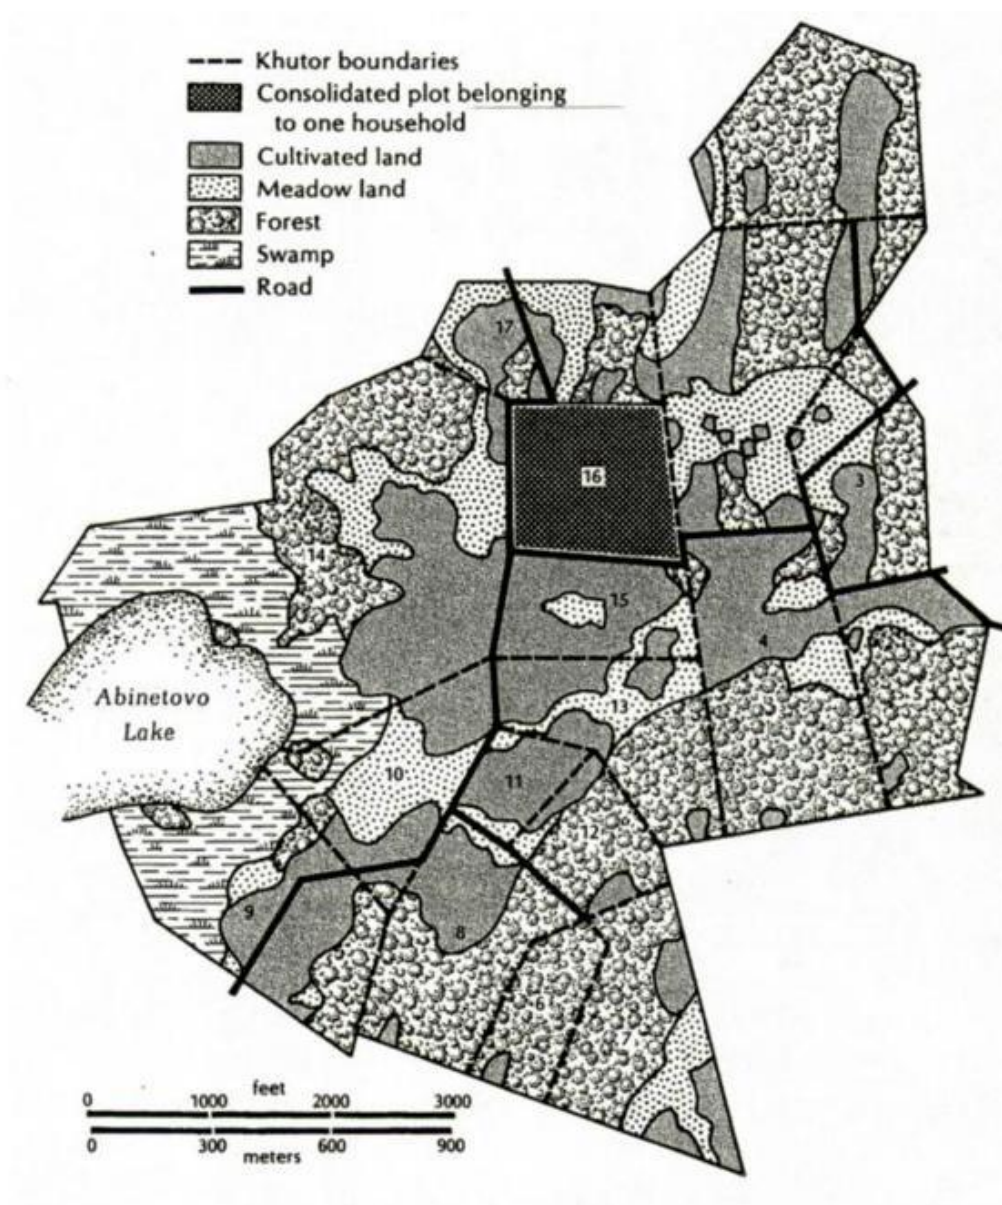 Khutor boundaries
Consolidated plot belonging
to one household
Cultivated land
Meadow land
Forest
Swamp
Road
1
17
16
3
14
15
4
13
5
Abinetovo
Lake
10
11
12
9
8
6
7
feet
0 1000 2000 3000
0 300 600 900
meters